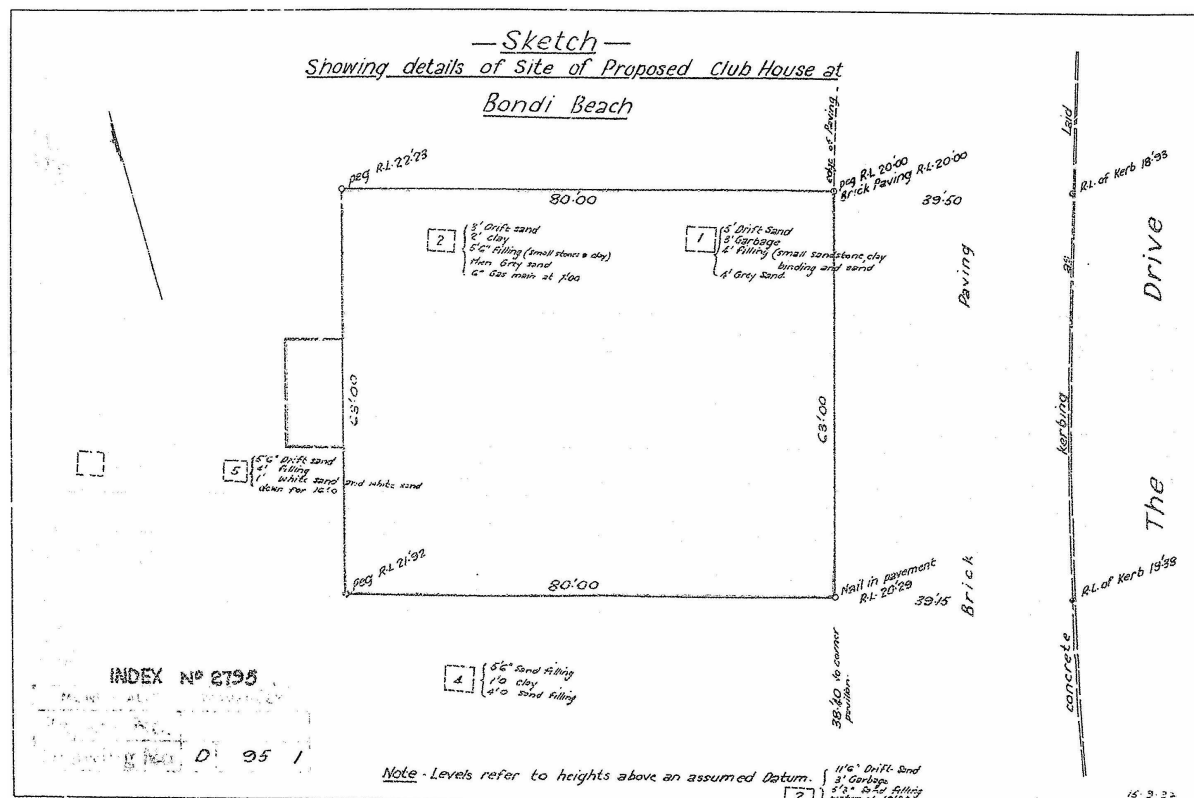 — Sketch —
Showing details of Site of Proposed Club House at
Bondi Beach
edge of Paving
peg R.L. 22'73
80'00
peg R.L. 20'00
Brick Paving R.L. 20'00
39'50
R.L. of Kerb 18'93
2
3' Drift sand
2' clay
5'6" Filling (small stones & clay)
then Grey sand
6" Gas main at 7'00
1
5' Drift Sand
3' Garbage
4' Filling (small sandstone, clay
binding and sand
4' Grey Sand.
63'00
63'00
Brick Paving
concrete kerbing as Laid
The Drive
5
5'6" Drift sand
4' filling
1' white sand and white sand
down for 16'0
peg R.L. 21'92
80'00
Nail in pavement
R.L. 20'29
39'15
R.L. of Kerb 19'39
38'40 to corner
pavilion.
4
5'6" Sand filling
1'0 clay
4'0 sand filling
INDEX Nº 2795
D 95 1
Note - Levels refer to heights above an assumed Datum.
11'6" Drift Sand
3' Garbage
5'3" Sand filling